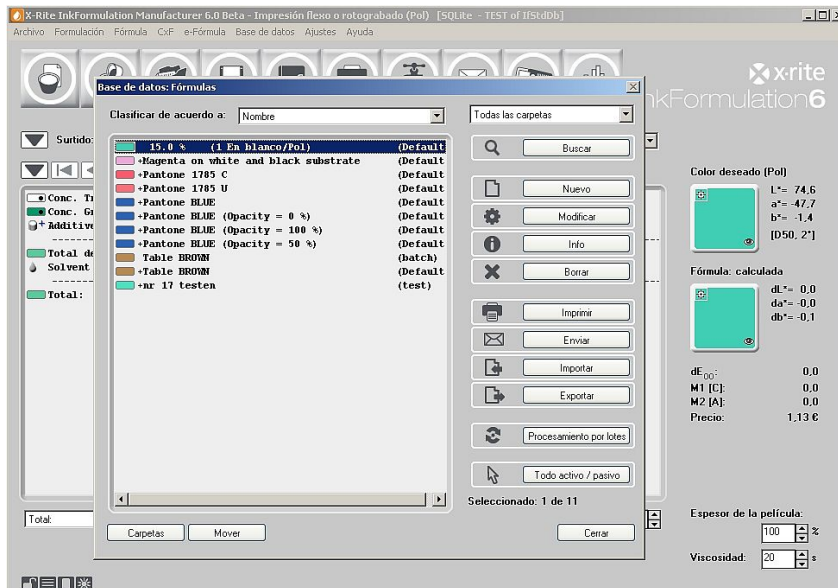 X-Rite InkFormulation Manufacturer 6.0 Beta - Impresión flexo o rotograbado (Pol) [SQLite - TEST of IfStdDb]
Archivo Formulación Fórmula CxF e-Fórmula Base de datos Ajustes Ayuda
x·rite
nkFormulation6
Base de datos: Fórmulas
Clasificar de acuerdo a: Nombre
Todas las carpetas
Surtido:
15.0 % (1 En blanco/Pol) (Default
+Magenta on white and black substrate (Default
+Pantone 1785 C (Default
+Pantone 1785 U (Default
+Pantone BLUE (Default
+Pantone BLUE (Opacity = 0 %) (Default
+Pantone BLUE (Opacity = 100 %) (Default
+Pantone BLUE (Opacity = 50 %) (Default
Table BROWN (batch)
+Table BROWN (Default
+nr 17 testen (test)
Buscar
Nuevo
Modificar
Info
Borrar
Imprimir
Enviar
Importar
Exportar
Procesamiento por lotes
Todo activo / pasivo
Seleccionado: 1 de 11
Carpetas
Mover
Cerrar
Conc. Tr
Conc. Gr
Additive
Total de
Solvent
Total:
Total:
Color deseado (Pol)
L*= 74,6
a*= -47,7
b*= -1,4
[D50, 2°]
Fórmula: calculada
dL*= 0,0
da*= -0,0
db*= -0,1
dE00: 0,0
M1 [C]: 0,0
M2 [A]: 0,0
Precio: 1,13 €
Espesor de la película:
100 %
Viscosidad: 20 s